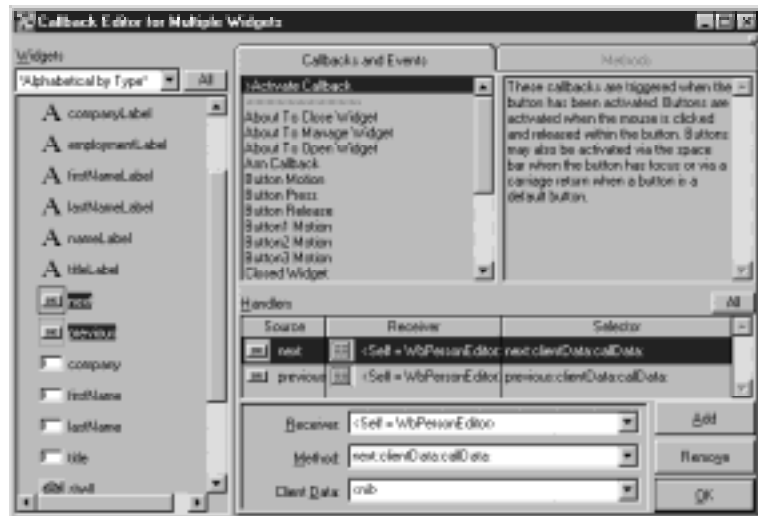 Callback Editor for Multiple Widgets
Widgets
"Alphabetical by Type"
All
companyLabel
employmentLabel
firstNameLabel
lastNameLabel
nameLabel
titleLabel
next
previous
company
firstName
lastName
title
Callbacks and Events
Methods
Activate Callback
About To Close Widget
About To Manage Widget
About To Open Widget
Arm Callback
Button Motion
Button Press
Button Release
Button1 Motion
Button2 Motion
Button3 Motion
Closed Widget
These callbacks are triggered when the
button has been activated. Buttons are
activated when the mouse is clicked
and released within the button. Buttons
may also be activated via the space
bar when the button has focus or via a
carriage return when a button is a
default button.
Handlers
All
Source Receiver Selector
next <Self = WbPersonEditor next:clientData:callData:
previous <Self = WbPersonEditor previous:clientData:callData:
Receiver: <Self = WbPersonEditor>
Method: next:clientData:callData:
Client Data: <nil>
Add
Remove
OK